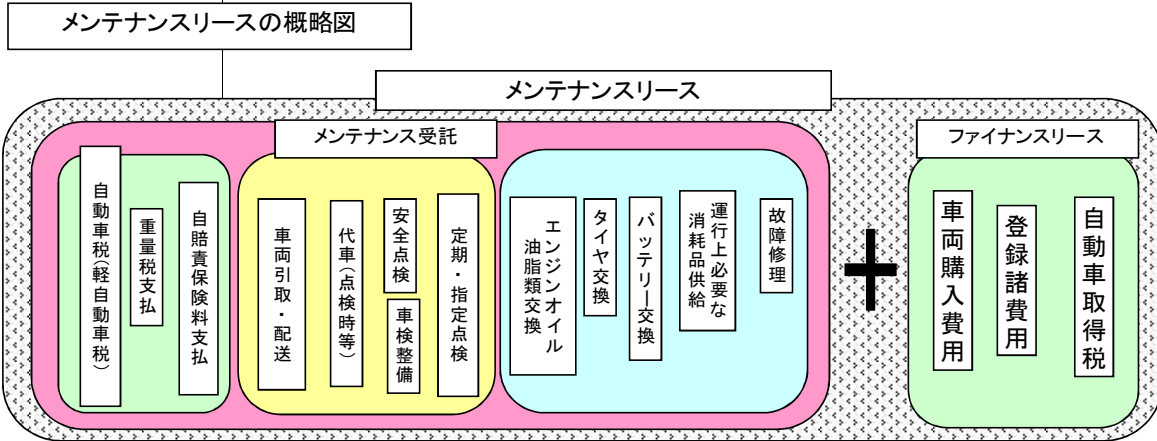 メンテナンスリースの概略図
メンテナンスリース
メンテナンス受託
ファイナンスリース
自動車税(軽自動車税)
重量税支払
自賠責保険料支払
車両引取・配送
代車(点検時等)
安全点検
車検整備
定期・指定点検
エンジンオイル
油脂類交換
タイヤ交換
バッテリー交換
運行上必要な
消耗品供給
故障修理
+
車両購入費用
登録諸費用
自動車取得税